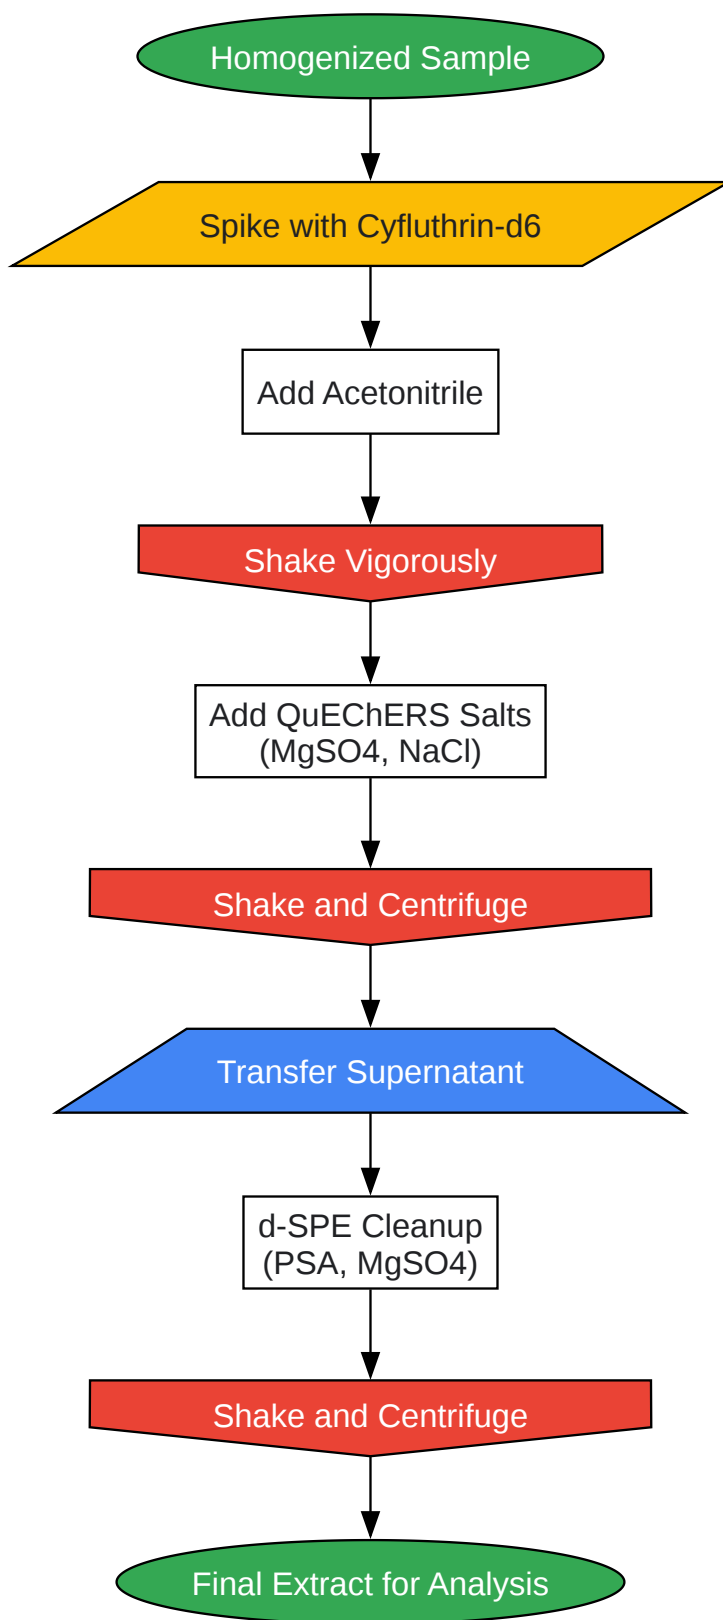 Homogenized Sample
Spike with Cyfluthrin-d6
Add Acetonitrile
Shake Vigorously
Add QuEChERS Salts
(MgSO4, NaCl)
Shake and Centrifuge
Transfer Supernatant
d-SPE Cleanup
(PSA, MgSO4)
Shake and Centrifuge
Final Extract for Analysis